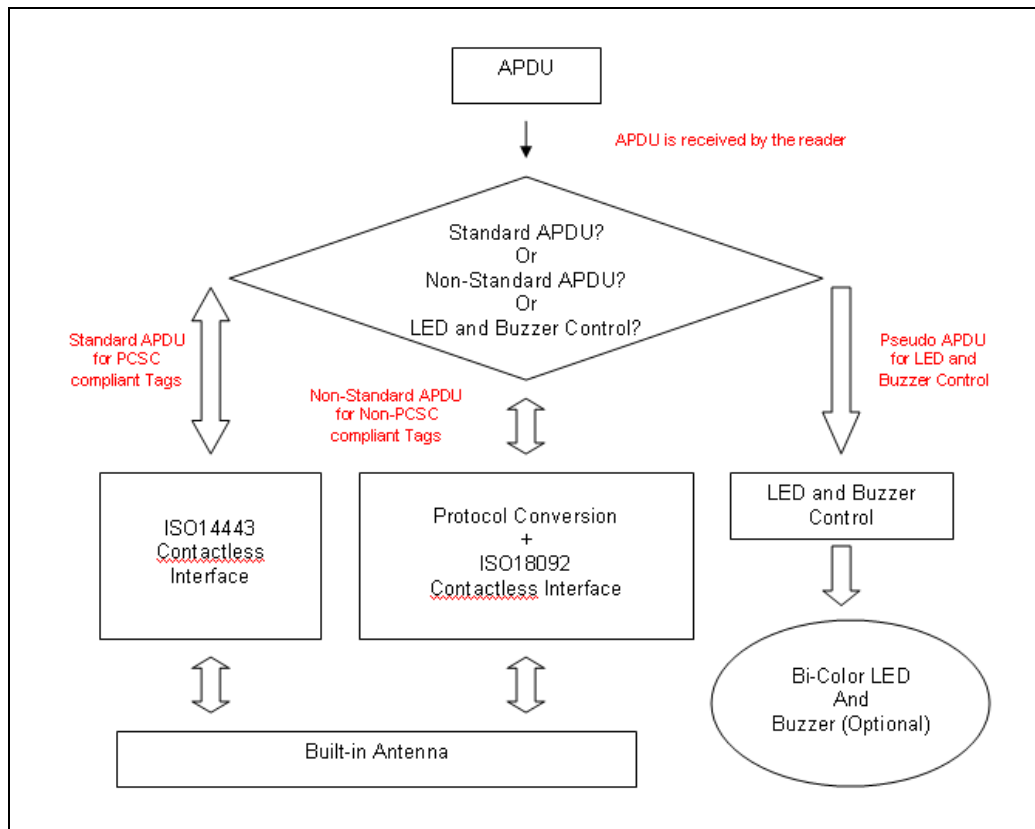 APDU
APDU is received by the reader
Standard APDU?
Or
Non-Standard APDU?
Or
LED and Buzzer Control?
Standard APDU
for PCSC
compliant Tags
Non-Standard APDU
for Non-PCSC
compliant Tags
Pseudo APDU
for LED and
Buzzer Control
ISO14443
Contactless
Interface
Protocol Conversion
+
ISO18092
Contactless Interface
LED and Buzzer
Control
Bi-Color LED
And
Buzzer (Optional)
Built-in Antenna